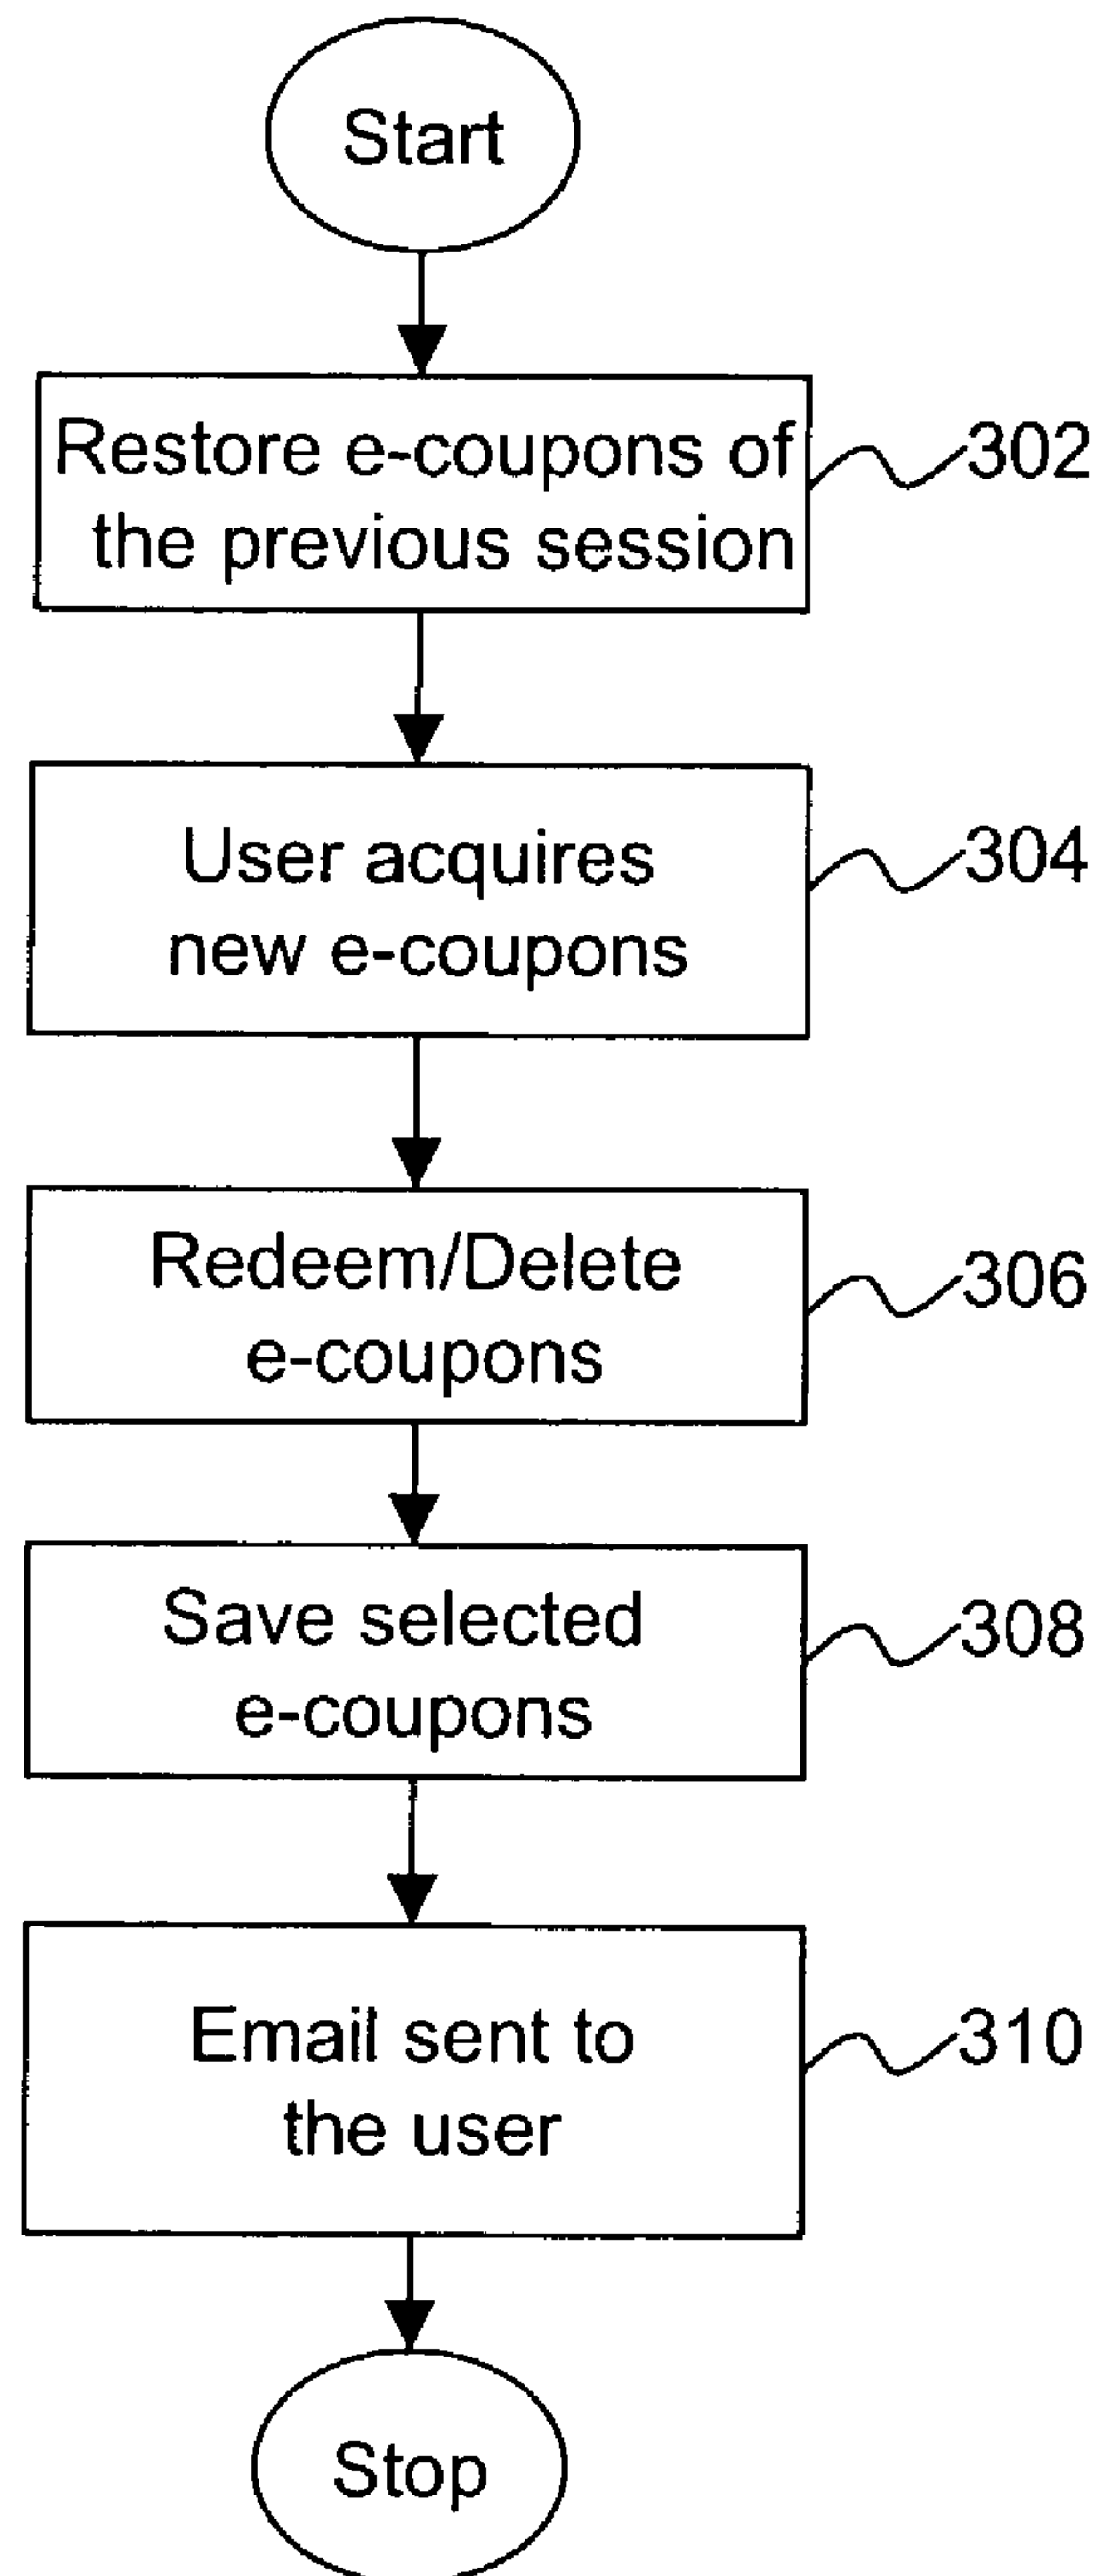 Start
Restore e-coupons of
the previous session
302
User acquires
new e-coupons
304
Redeem/Delete
e-coupons
306
Save selected
e-coupons
308
Email sent to
the user
310
Stop